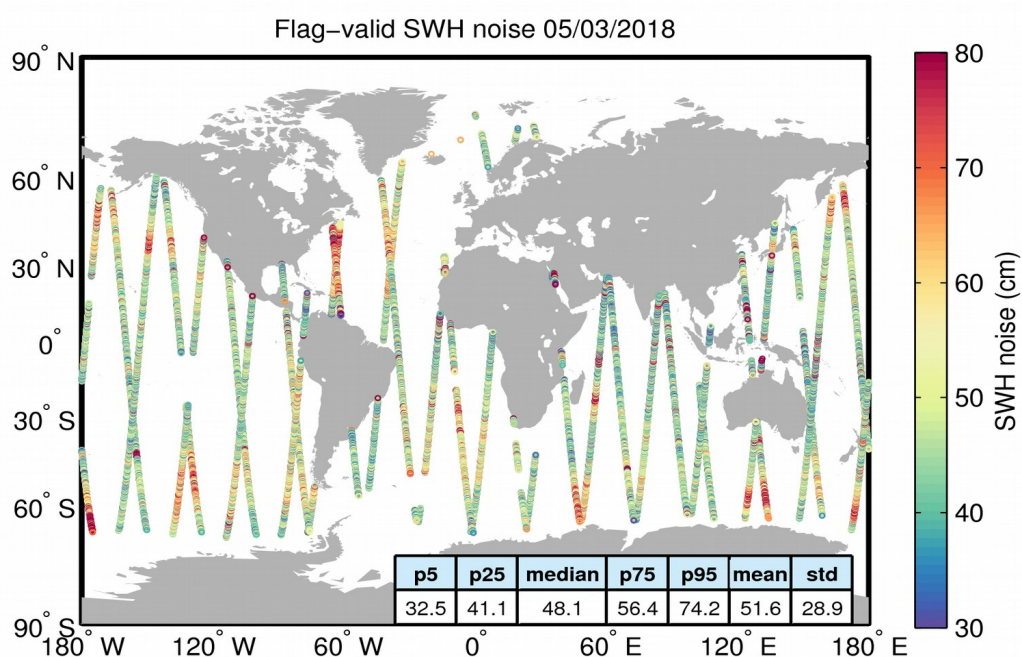 Flag−valid SWH noise 05/03/2018
90° N
60° N
30° N
0°
30° S
60° S
90° S
180° W
120° W
60° W
0°
60° E
120° E
180° E
p5 p25 median p75 p95 mean std
32.5 41.1 48.1 56.4 74.2 51.6 28.9
80
70
60
50
40
30
SWH noise (cm)